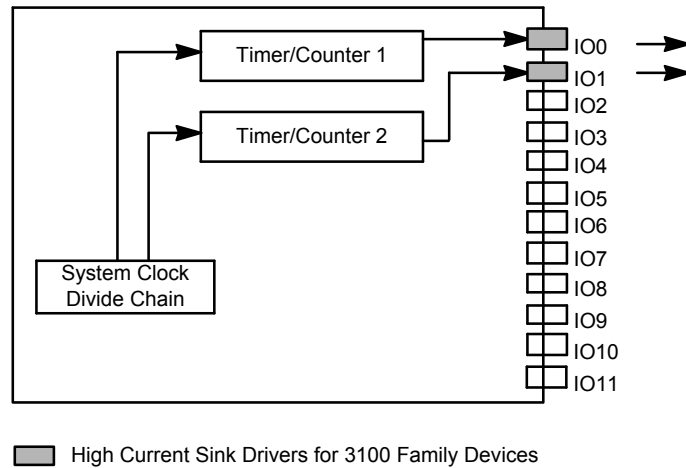 Timer/Counter 1
Timer/Counter 2
System Clock
Divide Chain
IO0
IO1
IO2
IO3
IO4
IO5
IO6
IO7
IO8
IO9
IO10
IO11
High Current Sink Drivers for 3100 Family Devices